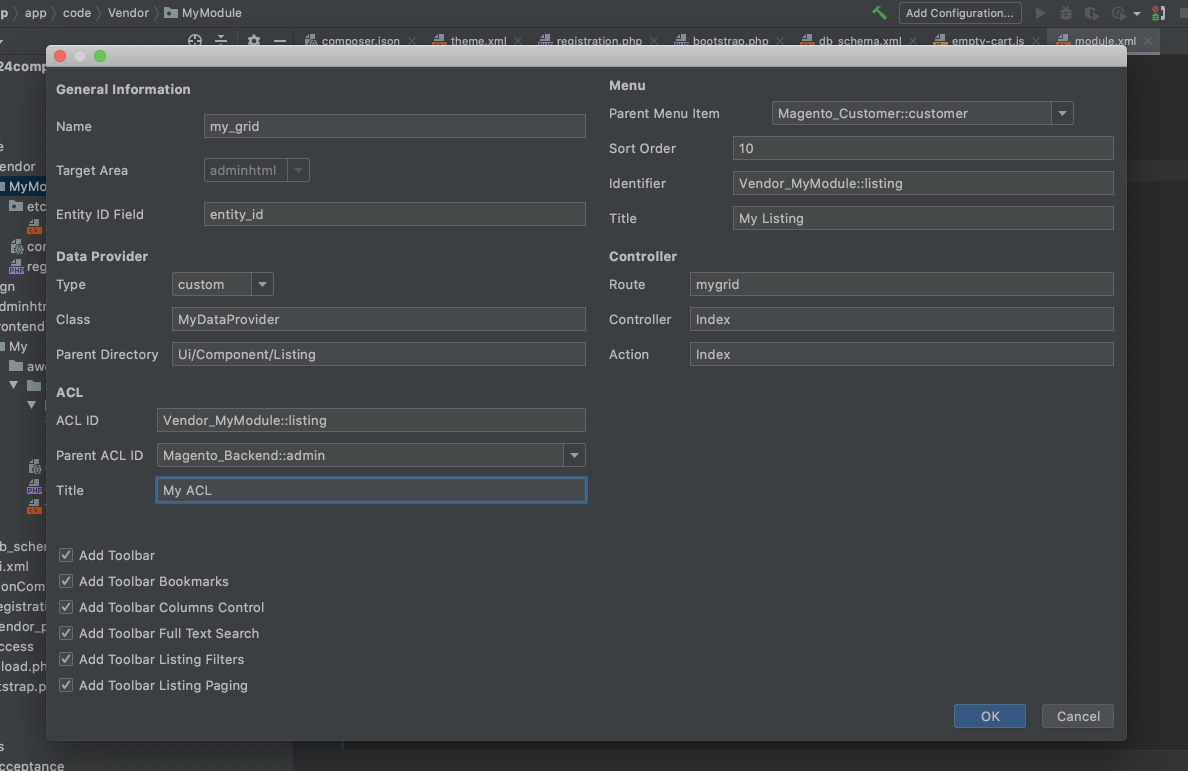 p app code Vendor MyModule
Add Configuration...
composer.json theme.xml registration.php bootstrap.php db_schema.xml empty-cart.js module.xml
24comp
endor
MyMo
etc
com
reg
gn
dminhtm
rontend
My
awe
b_schem
i.xml
onCom
egistrati
endor_p
ccess
load.ph
tstrap.p
s
cceptance
General Information
Name my_grid
Target Area adminhtml
Entity ID Field entity_id
Data Provider
Type custom
Class MyDataProvider
Parent Directory Ui/Component/Listing
ACL
ACL ID Vendor_MyModule::listing
Parent ACL ID Magento_Backend::admin
Title My ACL
Add Toolbar
Add Toolbar Bookmarks
Add Toolbar Columns Control
Add Toolbar Full Text Search
Add Toolbar Listing Filters
Add Toolbar Listing Paging
Menu
Parent Menu Item Magento_Customer::customer
Sort Order 10
Identifier Vendor_MyModule::listing
Title My Listing
Controller
Route mygrid
Controller Index
Action Index
OK Cancel